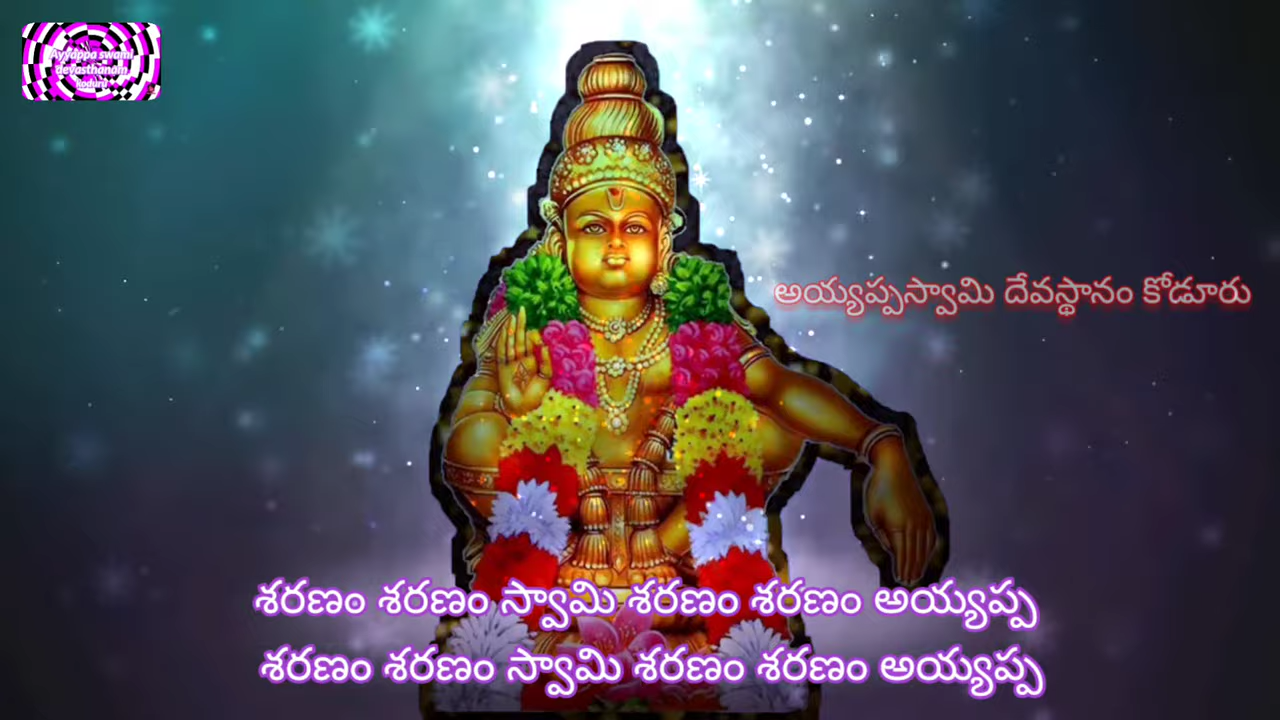 Ayyappa swami
devasthanam
koduru
అయ్యప్పస్వామి దేవస్థానం కోడూరు
శరణం శరణం స్వామి శరణం శరణం అయ్యప్ప
శరణం శరణం స్వామి శరణం శరణం అయ్యప్ప